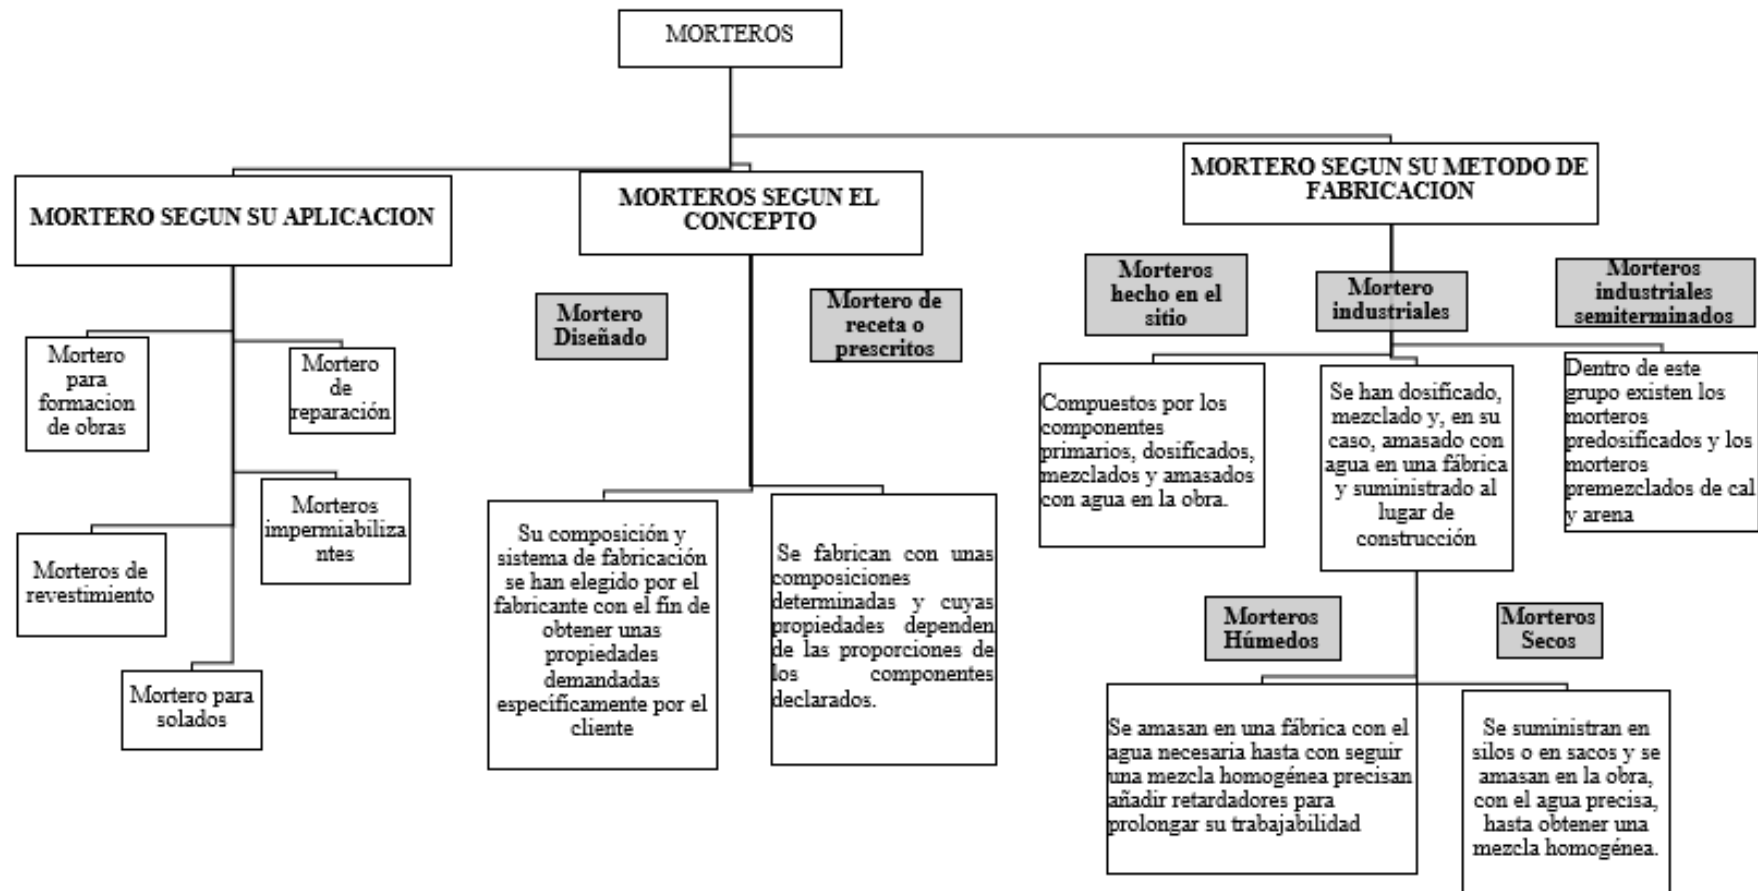 MORTEROS
MORTERO SEGUN SU APLICACION
Mortero
para
formacion
de obras
Mortero
de
reparación
Morteros
impermiabiliza
ntes
Morteros de
revestimiento
Mortero para
solados
MORTEROS SEGUN EL
CONCEPTO
Mortero
Diseñado
Su composición y
sistema de fabricación
se han elegido por el
fabricante con el fin de
obtener unas
propiedades
demandadas
específicamente por el
cliente
Mortero de
receta o
prescritos
Se fabrican con unas
composiciones
determinadas y cuyas
propiedades dependen
de las proporciones de
los componentes
declarados.
MORTERO SEGUN SU METODO DE
FABRICACION
Morteros
hecho en el
sitio
Compuestos por los
componentes
primarios, dosificados,
mezclados y amasados
con agua en la obra.
Mortero
industriales
Se han dosificado,
mezclado y, en su
caso, amasado con
agua en una fábrica
y suministrado al
lugar de
construcción
Morteros
industriales
semiterminados
Dentro de este
grupo existen los
morteros
predosificados y los
morteros
premezclados de cal
y arena
Morteros
Húmedos
Se amasan en una fábrica con el
agua necesaria hasta con seguir
una mezcla homogénea precisan
añadir retardadores para
prolongar su trabajabilidad
Morteros
Secos
Se suministran en
silos o en sacos y se
amasan en la obra,
con el agua precisa,
hasta obtener una
mezcla homogénea.